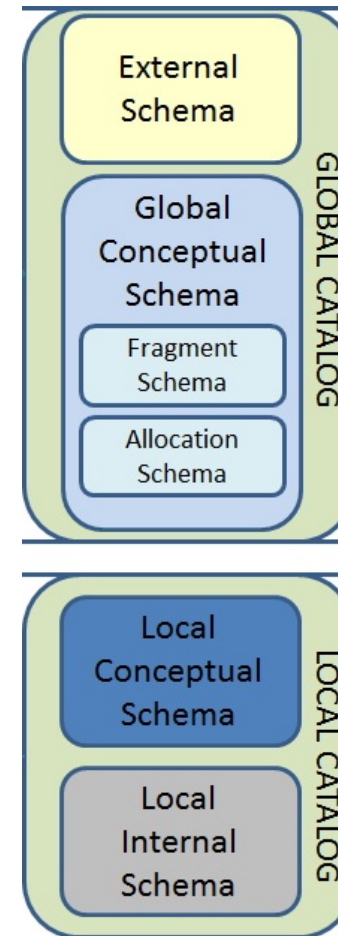 External
Schema
Global
Conceptual
Schema
Fragment
Schema
Allocation
Schema
GLOBAL CATALOG
Local
Conceptual
Schema
Local
Internal
Schema
LOCAL CATALOG